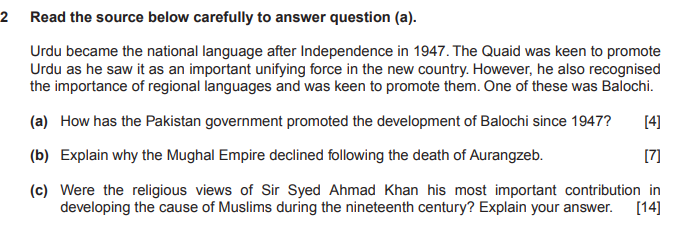 2 Read the source below carefully to answer question (a).
Urdu became the national language after Independence in 1947. The Quaid was keen to promote
Urdu as he saw it as an important unifying force in the new country. However, he also recognised
the importance of regional languages and was keen to promote them. One of these was Balochi.
(a) How has the Pakistan government promoted the development of Balochi since 1947? [4]
(b) Explain why the Mughal Empire declined following the death of Aurangzeb. [7]
(c) Were the religious views of Sir Syed Ahmad Khan his most important contribution in
developing the cause of Muslims during the nineteenth century? Explain your answer. [14]